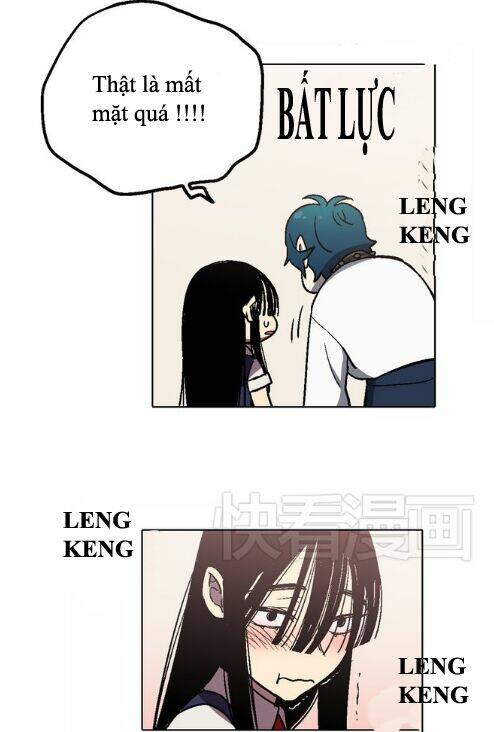 Thật là mất
mặt quá !!!!
BẤT LỰC
LENG
KENG
LENG
KENG
快看漫画
LENG
KENG